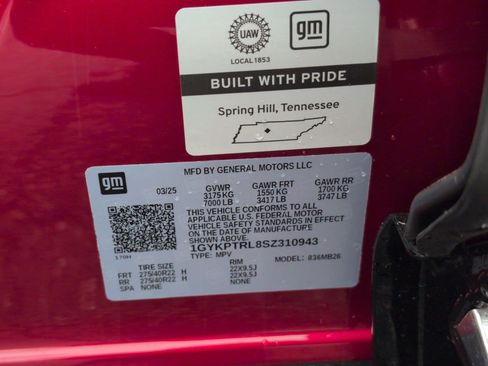 UAW
LOCAL 1853
gm
BUILT WITH PRIDE
Spring Hill, Tennessee
MFD BY GENERAL MOTORS LLC
gm
03/25 GVWR GAWR FRT GAWR RR
3175 KG 1550 KG 1700 KG
7000 LB 3417 LB 3747 LB
THIS VEHICLE CONFORMS TO ALL
APPLICABLE U.S. FEDERAL MOTOR
VEHICLE SAFETY STANDARDS IN EFFECT
ON THE DATE OF MANUFACTURE SHOWN ABOVE.
1GYKPTRL8SZ310943
TYPE: MPV MODEL: 836MB26
TIRE SIZE RIM
FRT 275/40R22 H 22X9.5J
RR 275/40R22 H 22X9.5J
SPA NONE NONE